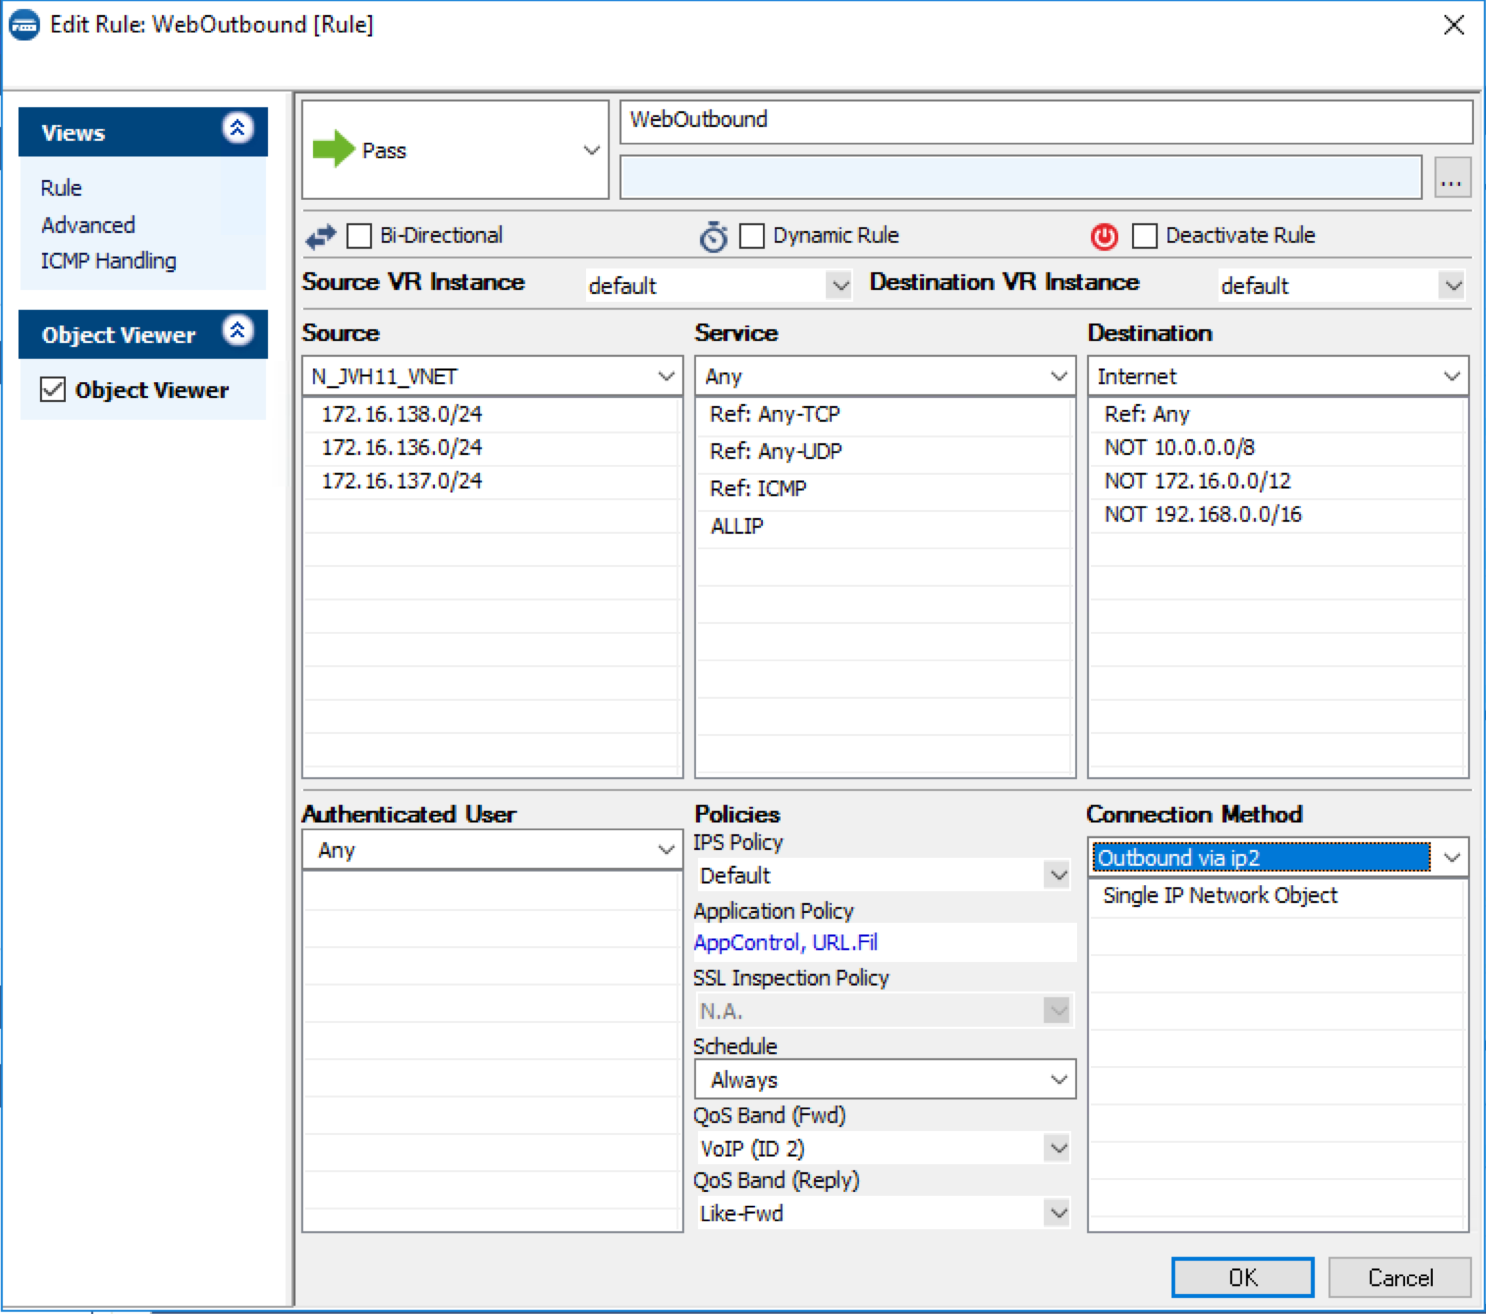 Edit Rule: WebOutbound [Rule]
Views
Rule
Advanced
ICMP Handling
Object Viewer
Object Viewer
Pass
WebOutbound
...
Bi-Directional
Dynamic Rule
Deactivate Rule
Source VR Instance
default
Destination VR Instance
default
Source
N_JVH11_VNET
172.16.138.0/24
172.16.136.0/24
172.16.137.0/24
Service
Any
Ref: Any-TCP
Ref: Any-UDP
Ref: ICMP
ALLIP
Destination
Internet
Ref: Any
NOT 10.0.0.0/8
NOT 172.16.0.0/12
NOT 192.168.0.0/16
Authenticated User
Any
Policies
IPS Policy
Default
Application Policy
AppControl, URL.Fil
SSL Inspection Policy
N.A.
Schedule
Always
QoS Band (Fwd)
VoIP (ID 2)
QoS Band (Reply)
Like-Fwd
Connection Method
Outbound via ip2
Single IP Network Object
OK
Cancel